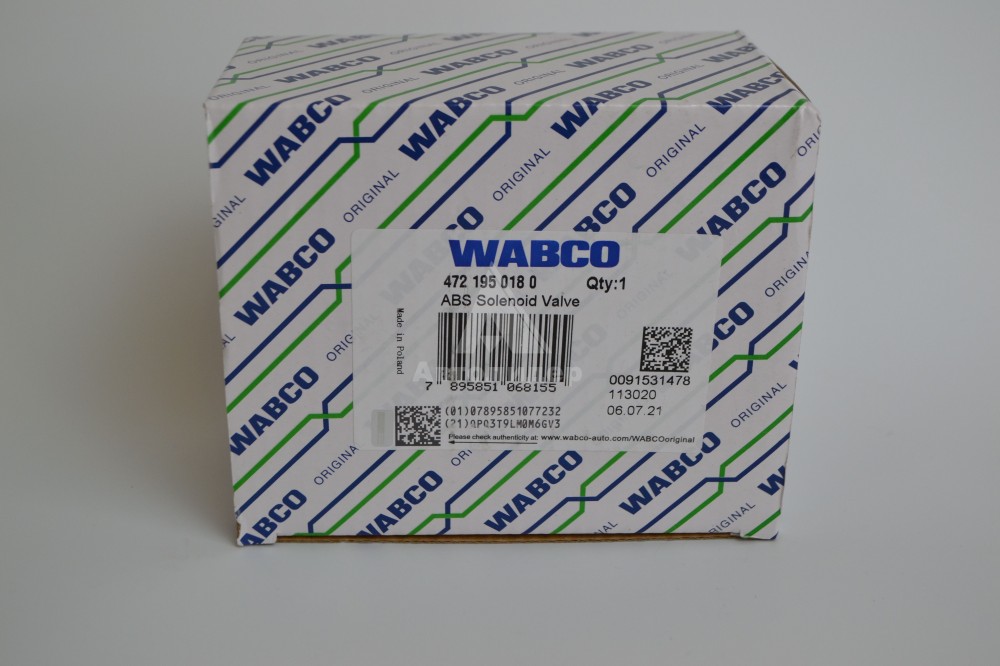 WABCO
ORIGINAL
WABCO
472 195 018 0 Qty:1
ABS Solenoid Valve
Made in Poland
7 895851 068155
0091531478
113020
06.07.21
(01)07895851077232
(21)QPQ3T9LM0M6GV3
Please check authenticity at: www.wabco-auto.com/WABCOoriginal